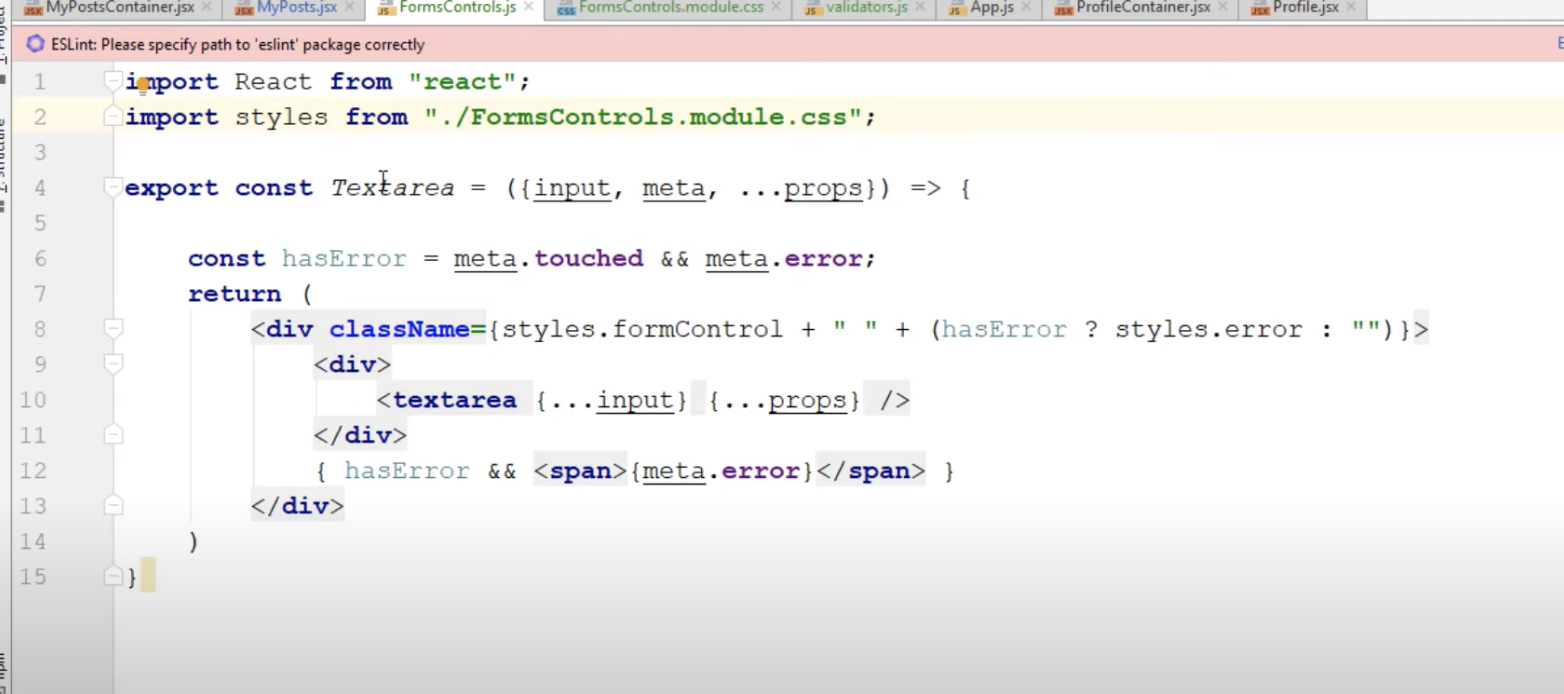 MyPostsContainer.jsx MyPosts.jsx FormsControls.js FormsControls.module.css validators.js App.js ProfileContainer.jsx Profile.jsx
ESLint: Please specify path to 'eslint' package correctly
1 import React from "react";
2 import styles from "./FormsControls.module.css";
3
4 export const Textarea = ({input, meta, ...props}) => {
5
6 const hasError = meta.touched && meta.error;
7 return (
8 <div className={styles.formControl + " " + (hasError ? styles.error : "")}>
9 <div>
10 <textarea {...input} {...props} />
11 </div>
12 { hasError && <span>{meta.error}</span> }
13 </div>
14 )
15 }